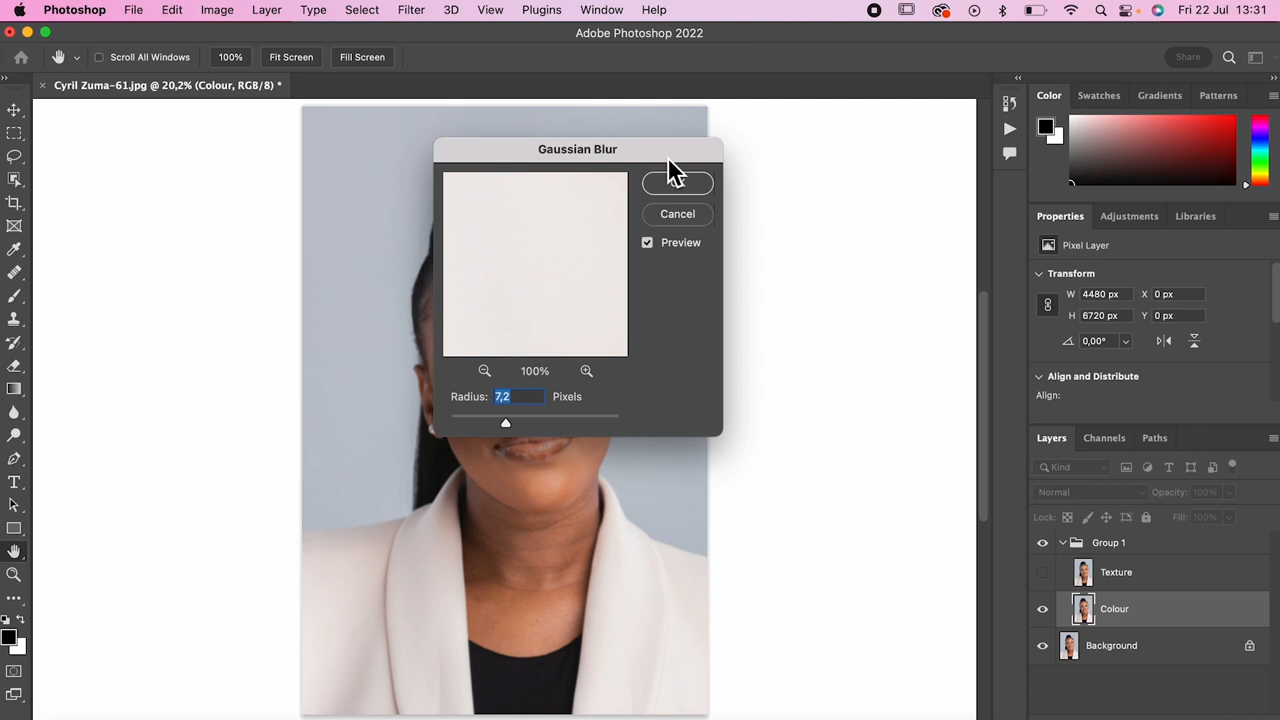 Photoshop File Edit Image Layer Type Select Filter 3D View Plugins Window Help Fri 22 Jul 13:31
Adobe Photoshop 2022
Scroll All Windows 100% Fit Screen Fill Screen Share
Cyril Zuma-61.jpg @ 20,2% (Colour, RGB/8) *
Color Swatches Gradients Patterns
Gaussian Blur
Cancel
Preview
100%
Radius: 7,2 Pixels
Properties Adjustments Libraries
Pixel Layer
Transform
W 4480 px X 0 px
H 6720 px Y 0 px
0,00°
Align and Distribute
Align:
Layers Channels Paths
Kind
Normal Opacity: 100%
Lock: Fill: 100%
Group 1
Texture
Colour
Background